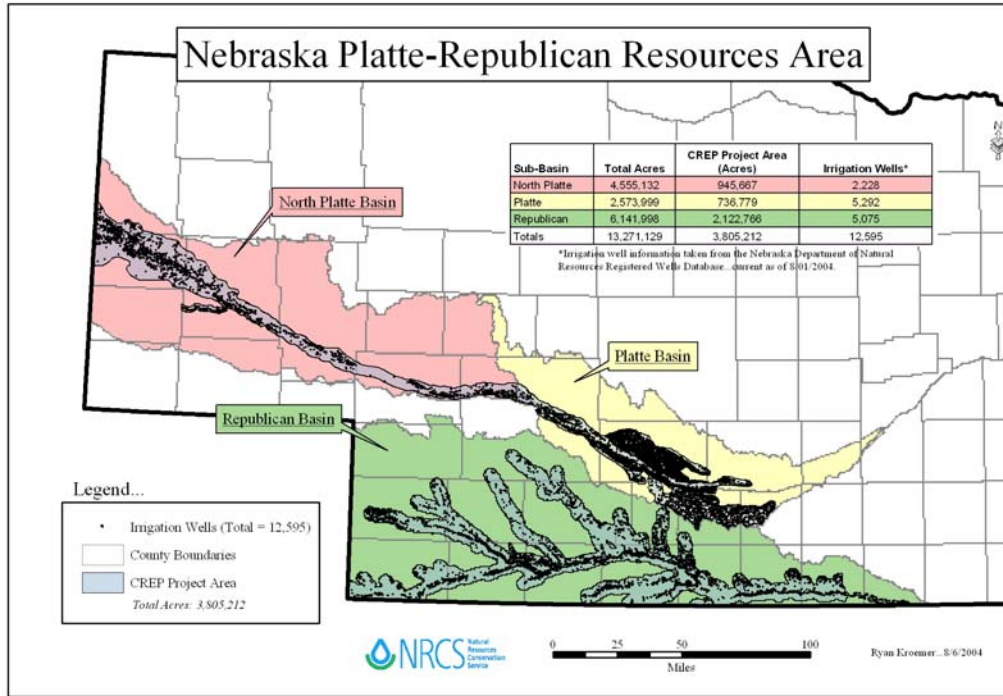 Nebraska Platte-Republican Resources Area
N
Sub-Basin Total Acres CREP Project Area (Acres) Irrigation Wells*
North Platte 4,555,132 945,667 2,228
Platte 2,573,999 736,779 5,292
Republican 6,141,998 2,122,766 5,075
Totals 13,271,129 3,805,212 12,595
*Irrigation well information taken from the Nebraska Department of Natural
Resources Registered Wells Database...current as of 8/01/2004.
North Platte Basin
Platte Basin
Republican Basin
Legend...
Irrigation Wells (Total = 12,595)
County Boundaries
CREP Project Area
Total Acres: 3,805,212
NRCS Natural
Resources
Conservation
Service
0 25 50 100
Miles
Ryan Kroemer...8/6/2004